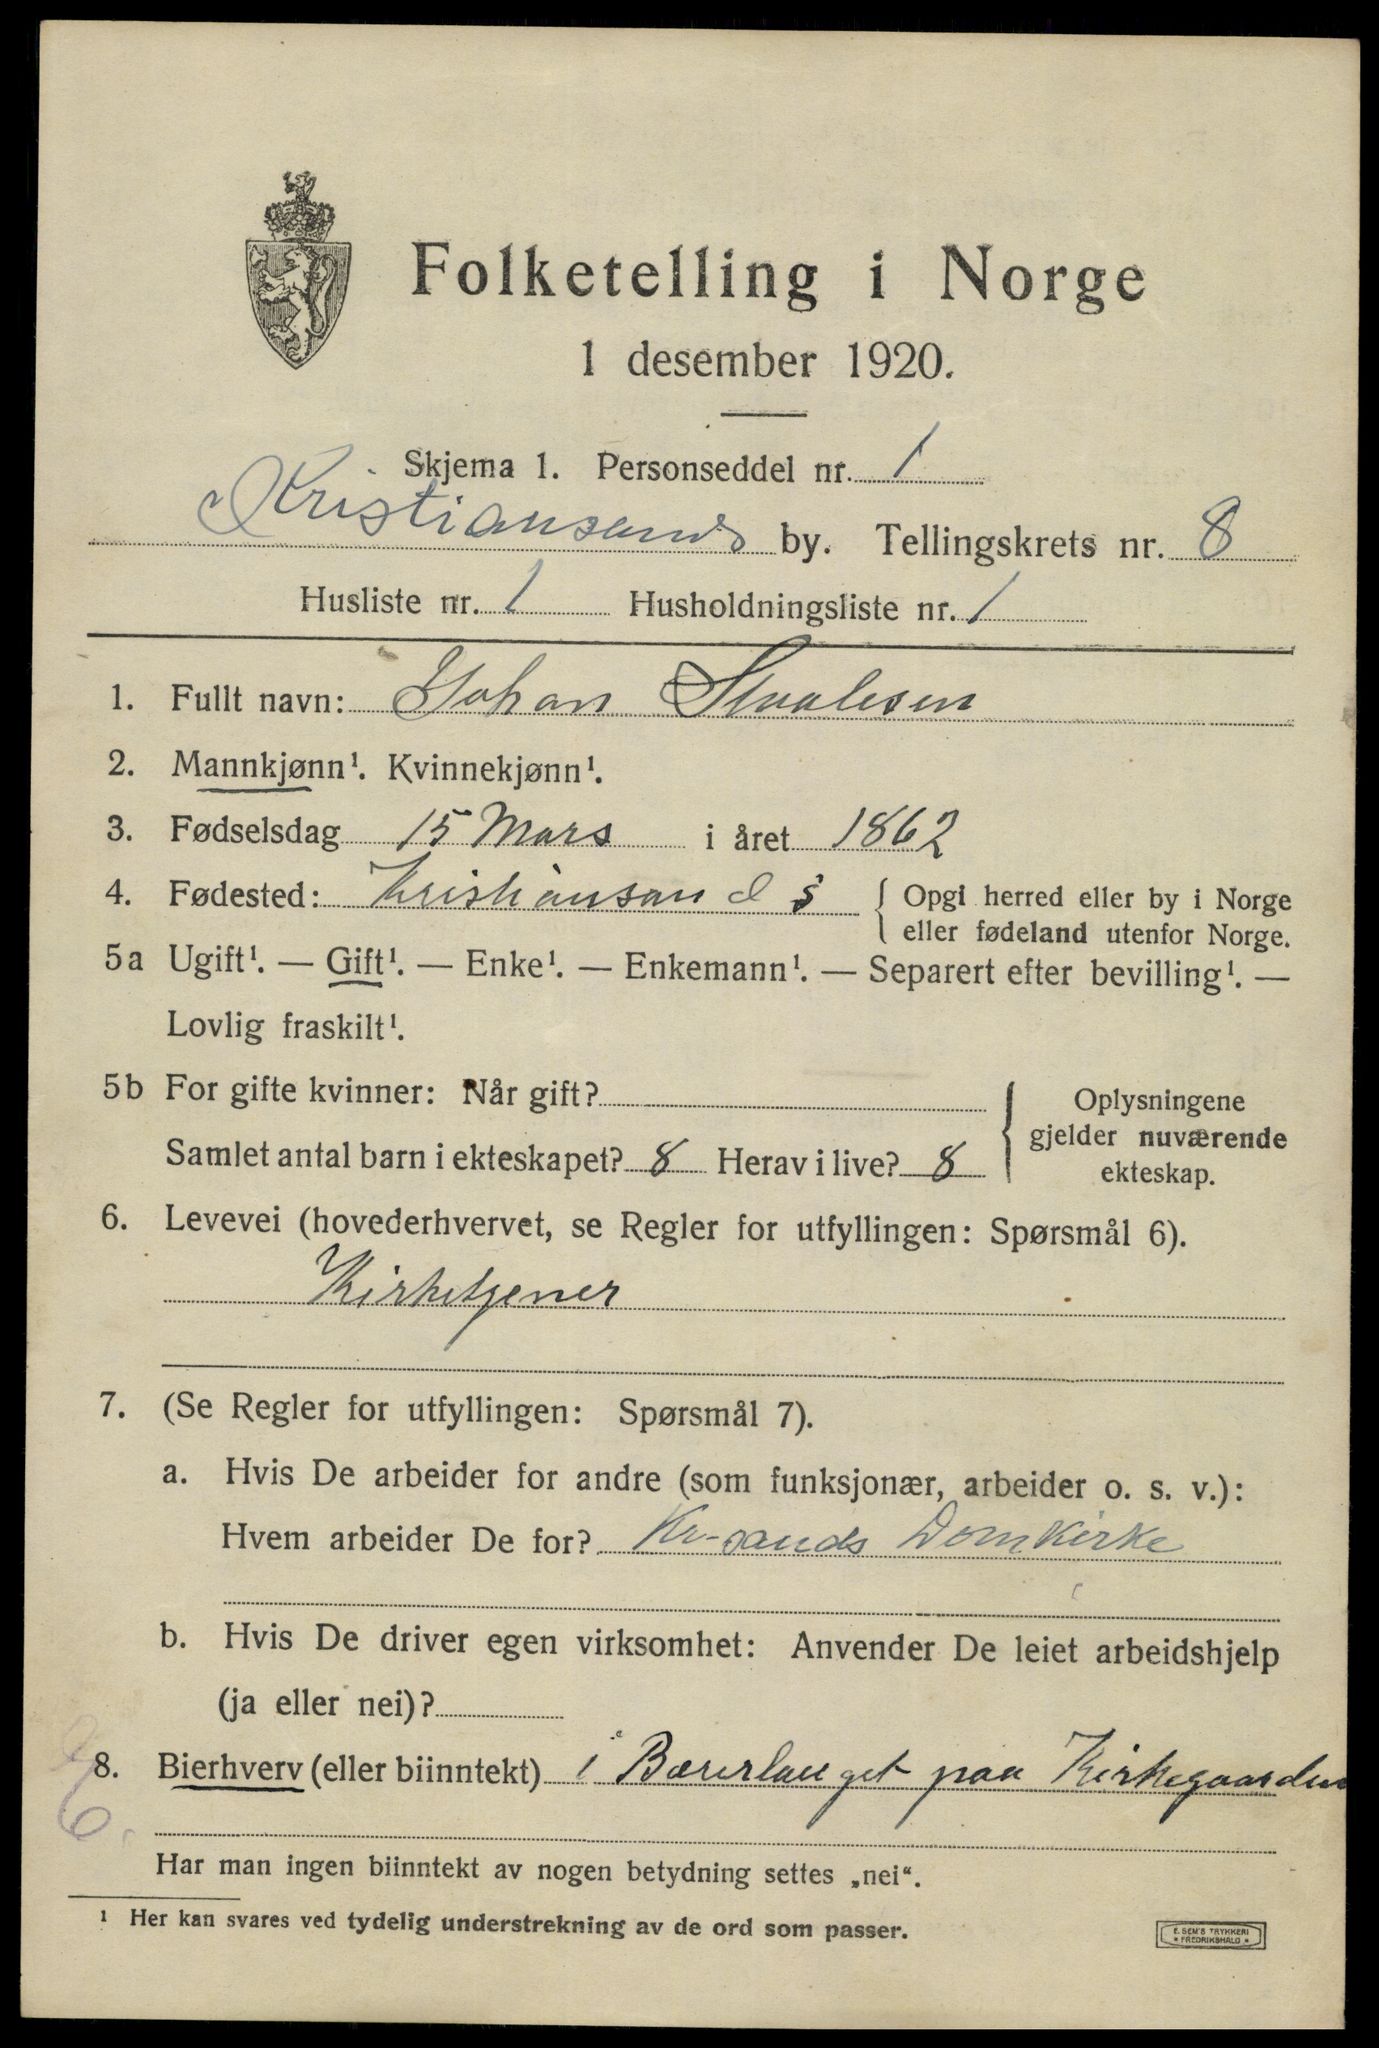 Folketelling i Norge
1 desember 1920.
Skjema 1. Personseddel nr. 1
Kristiansands by. Tellingskrets nr. 8
Husliste nr. 1 Husholdningsliste nr. 1
1. Fullt navn: Johan Staalesen
2. Mannkjønn¹. Kvinnekjønn¹.
3. Fødselsdag 15 Mars i året 1862
4. Fødested: Kristiansand S { Opgi herred eller by i Norge
eller fødeland utenfor Norge.
5a Ugift¹. — Gift¹. — Enke¹. — Enkemann¹. — Separert efter bevilling¹. —
Lovlig fraskilt¹.
5b For gifte kvinner: Når gift?
Samlet antal barn i ekteskapet? 8 Herav i live? 8
Oplysningene
gjelder nuværende
ekteskap.
6. Levevei (hovederhvervet, se Regler for utfyllingen: Spørsmål 6).
Kirketjener
7. (Se Regler for utfyllingen: Spørsmål 7).
a. Hvis De arbeider for andre (som funksjonær, arbeider o. s. v.):
Hvem arbeider De for? Kr-sands Domkirke
b. Hvis De driver egen virksomhet: Anvender De leiet arbeidshjelp
(ja eller nei)?
8. Bierhverv (eller biinntekt) i Bærerlauget paa Kirkegaarden
Har man ingen biinntekt av nogen betydning settes „nei“.
¹ Her kan svares ved tydelig understrekning av de ord som passer.
E. SEM'S TRYKKERI
* FREDRIKSHALD *